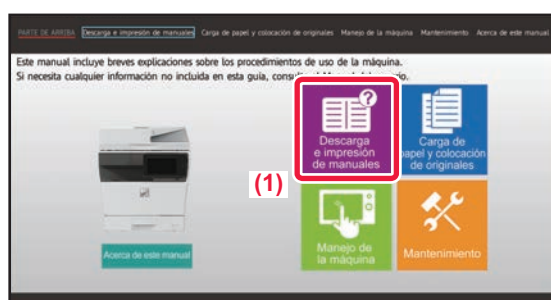 PARTE DE ARRIBA Descarga e impresión de manuales Carga de papel y colocación de originales Manejo de la máquina Mantenimiento Acerca de este manual
Este manual incluye breves explicaciones sobre los procedimientos de uso de la máquina.
Si necesita cualquier información no incluida en esta guía, consulte el Manual del usuario.
Descarga
e impresión
de manuales
Carga de
papel y colocación
de originales
(1)
Acerca de este manual
Manejo de
la máquina
Mantenimiento